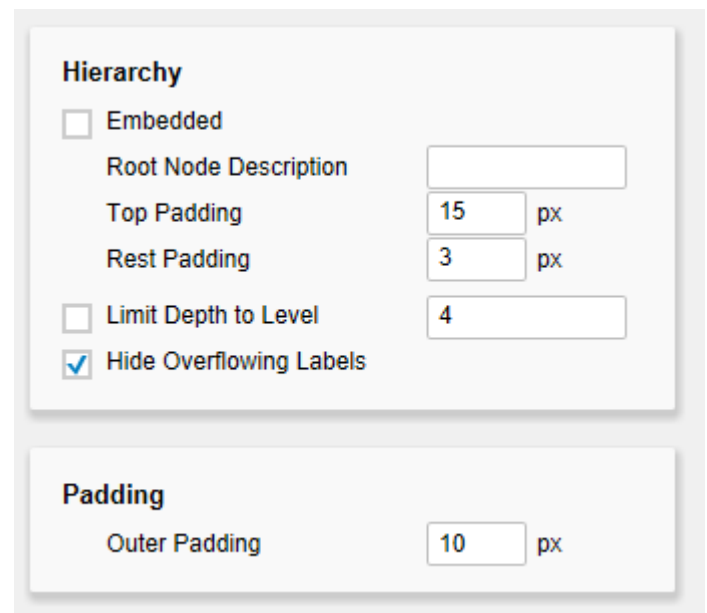 Hierarchy
Embedded
Root Node Description
Top Padding 15 px
Rest Padding 3 px
Limit Depth to Level 4
Hide Overflowing Labels
Padding
Outer Padding 10 px